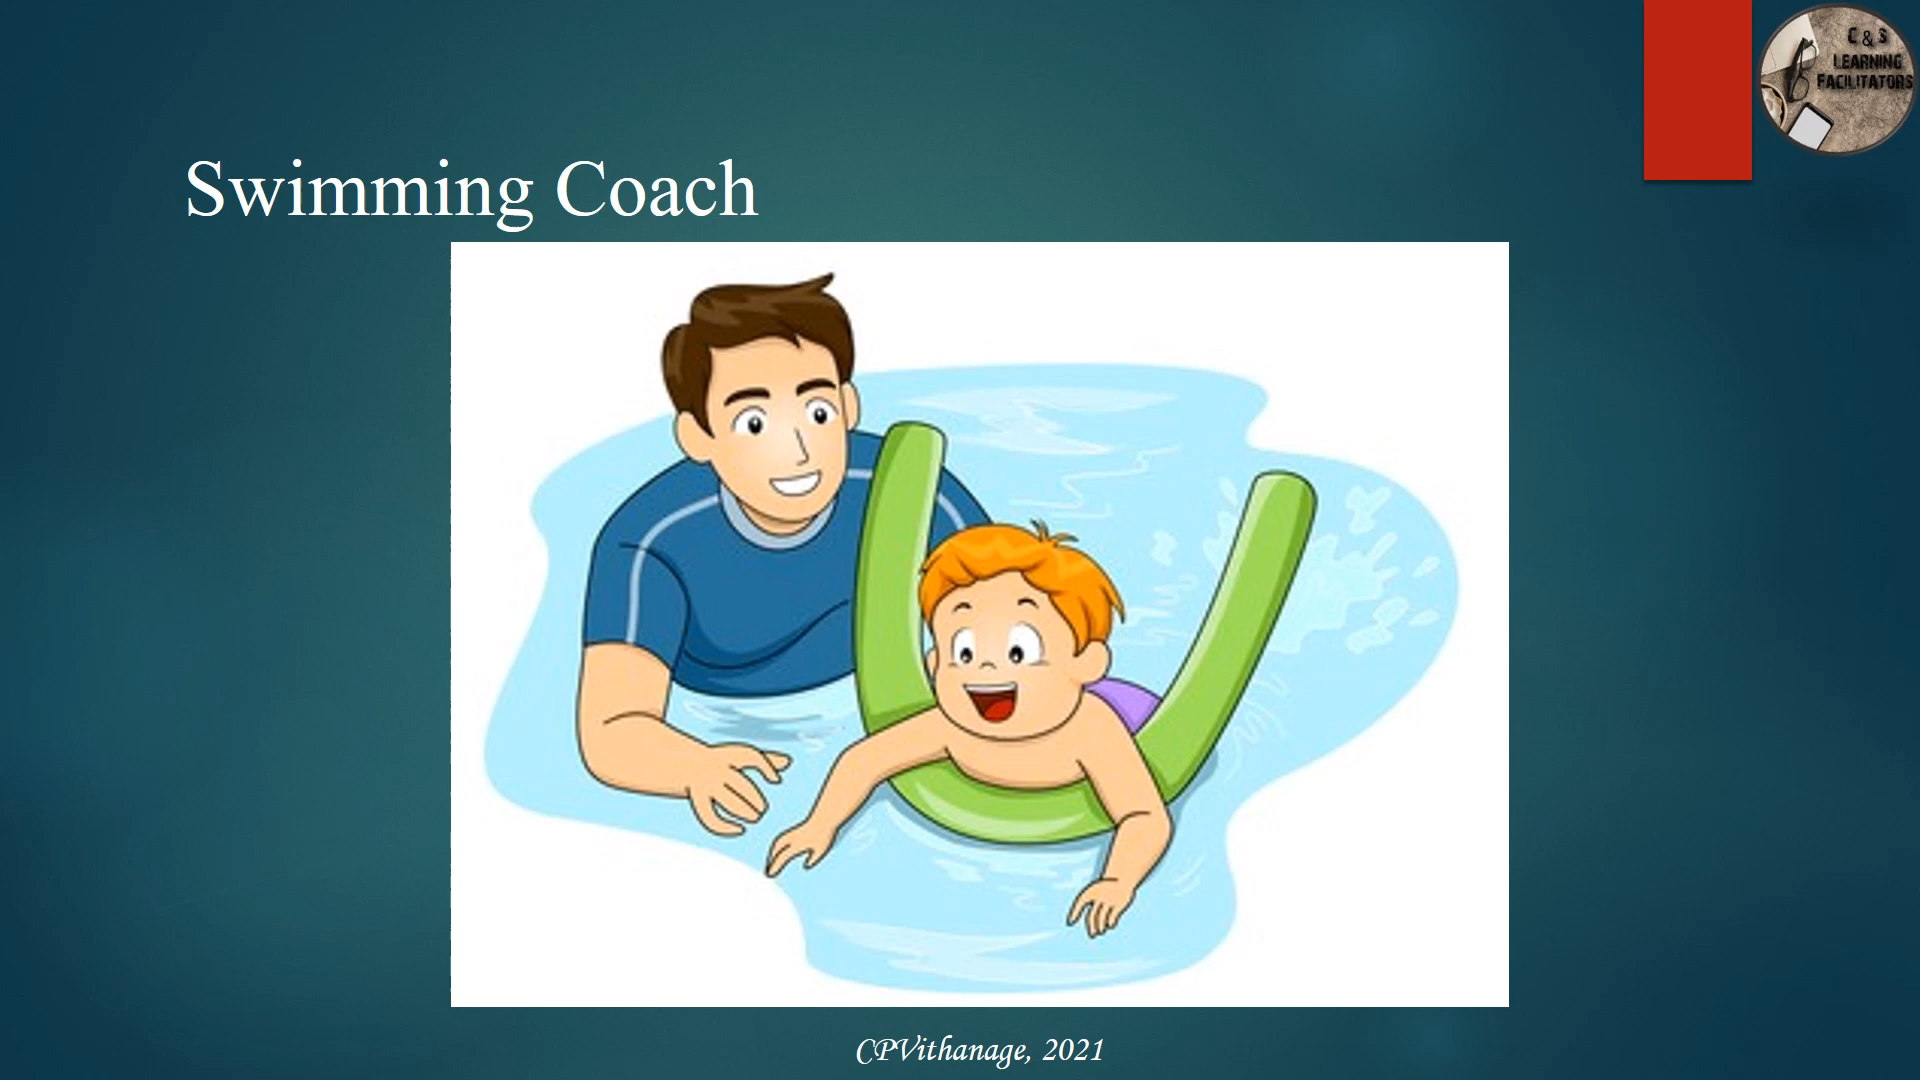 C & S
LEARNING
FACILITATORS
Swimming Coach
CPVithanage, 2021